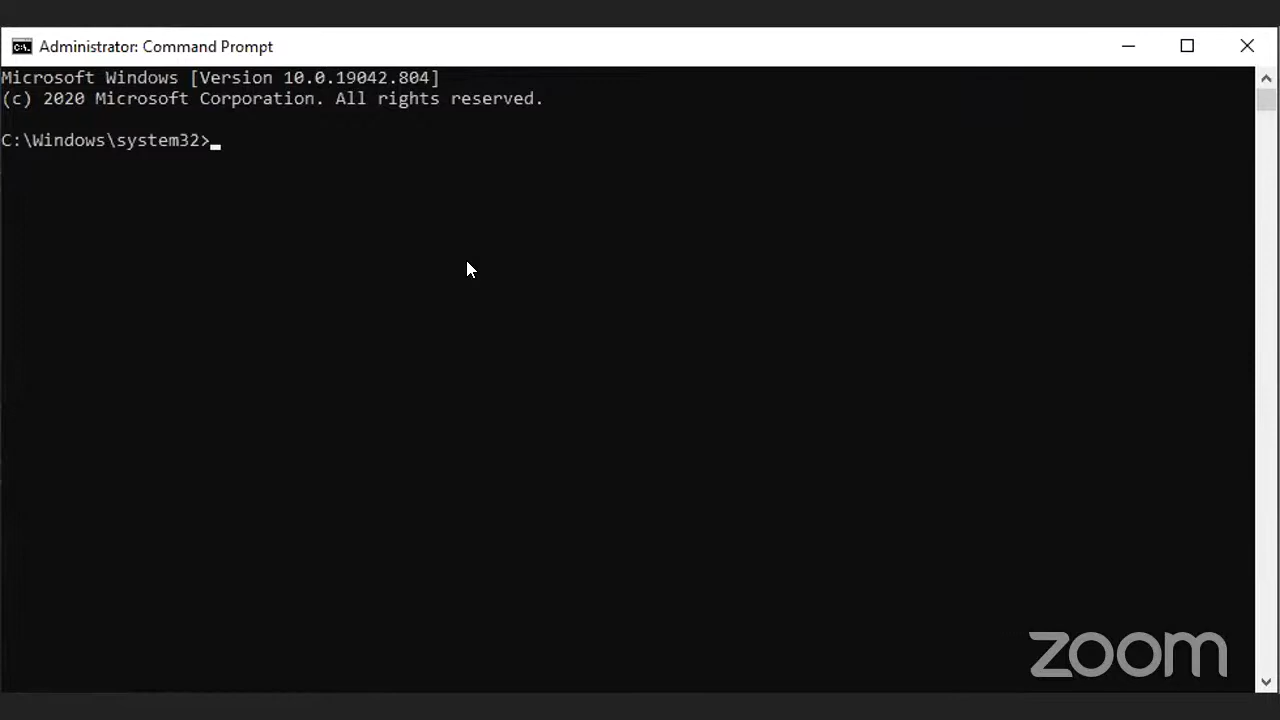 Administrator: Command Prompt
Microsoft Windows [Version 10.0.19042.804]
(c) 2020 Microsoft Corporation. All rights reserved.
C:\Windows\system32>
zoom